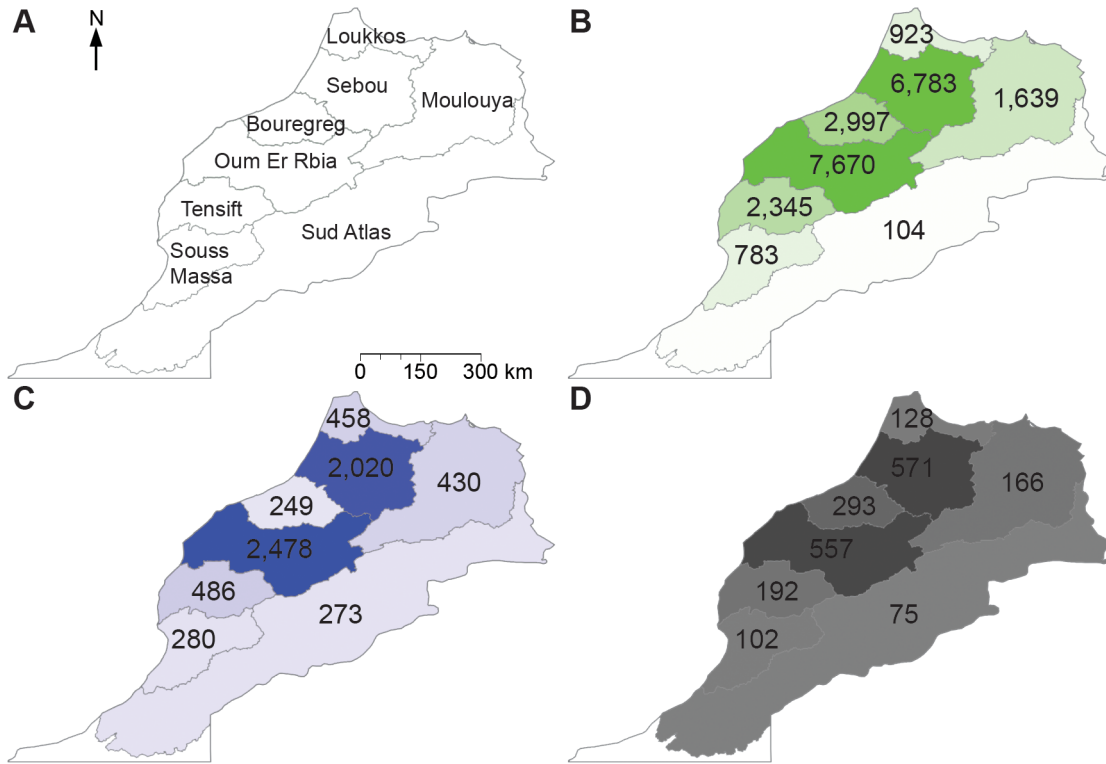 A
N
Loukkos
Sebou
Moulouya
Bouregreg
Oum Er Rbia
Tensift
Sud Atlas
Souss
Massa
0 150 300 km
B
923
6,783
1,639
2,997
7,670
2,345
104
783
C
458
2,020
430
249
2,478
486
273
280
D
128
571
166
293
557
192
75
102